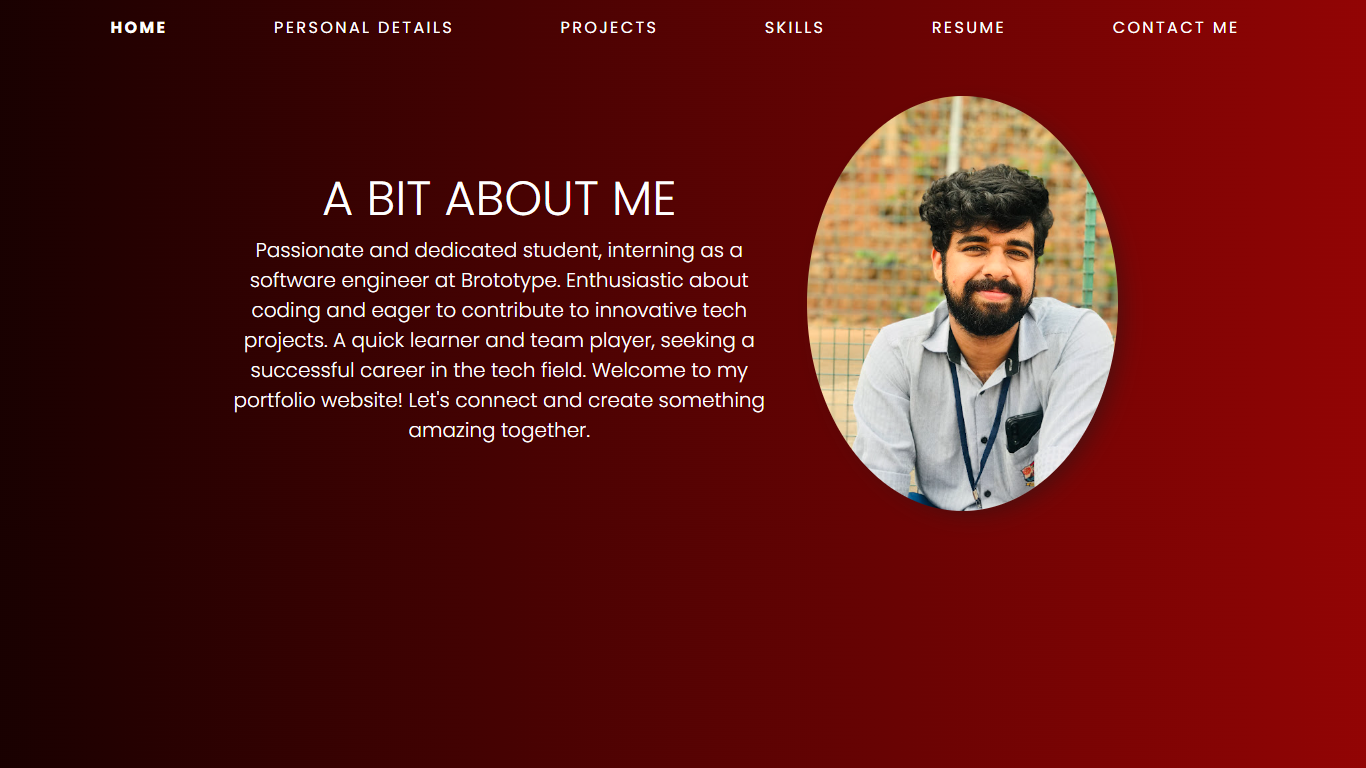 HOME PERSONAL DETAILS PROJECTS SKILLS RESUME CONTACT ME
A BIT ABOUT ME
Passionate and dedicated student, interning as a
software engineer at Brototype. Enthusiastic about
coding and eager to contribute to innovative tech
projects. A quick learner and team player, seeking a
successful career in the tech field. Welcome to my
portfolio website! Let's connect and create something
amazing together.